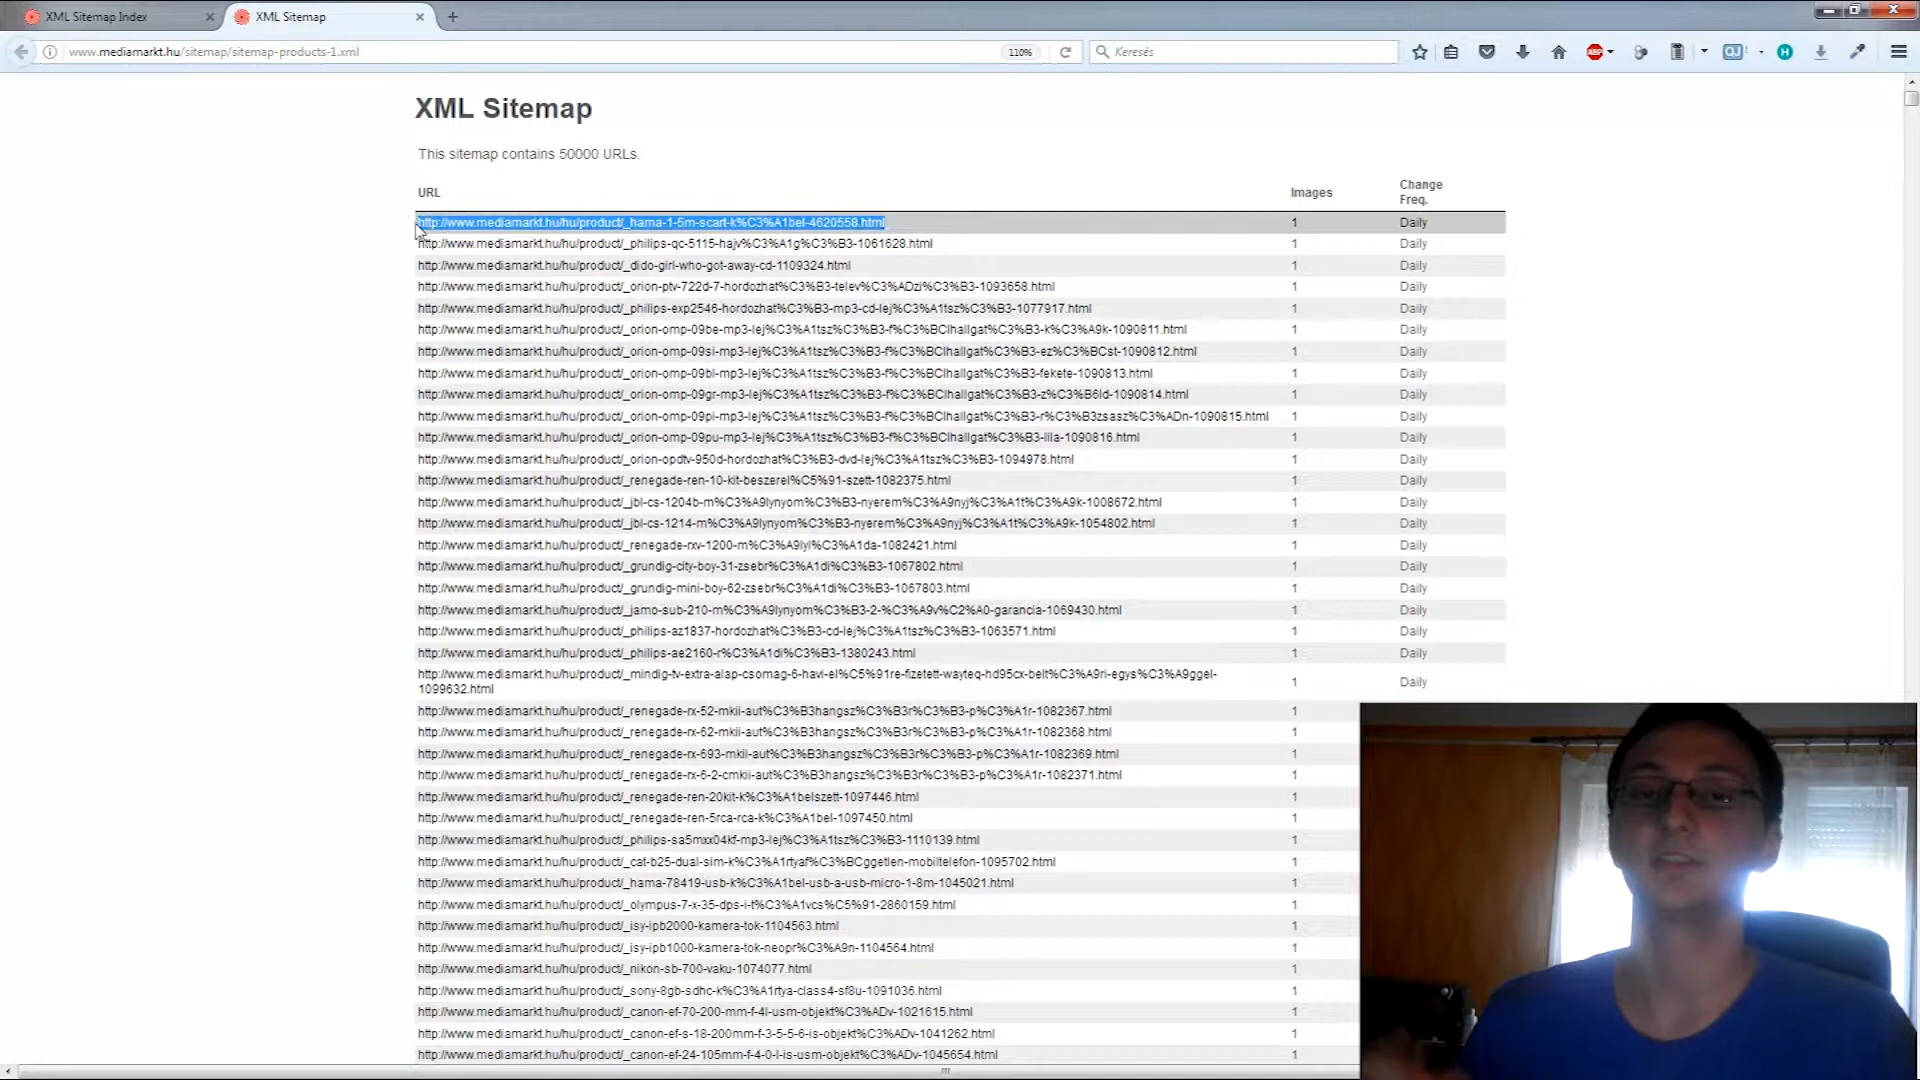 XML Sitemap Index
XML Sitemap
www.mediamarkt.hu/sitemap/sitemap-products-1.xml
110%
Keresés
ABP
QJ
H
XML Sitemap
This sitemap contains 50000 URLs.
URL Images Change Freq.
http://www.mediamarkt.hu/hu/product/_hama-1-5m-scart-k%C3%A1bel-4620558.html 1 Daily
http://www.mediamarkt.hu/hu/product/_philips-qc-5115-hajv%C3%A1g%C3%B3-1061628.html 1 Daily
http://www.mediamarkt.hu/hu/product/_dido-girl-who-got-away-cd-1109324.html 1 Daily
http://www.mediamarkt.hu/hu/product/_orion-ptv-722d-7-hordozhat%C3%B3-telev%C3%ADzi%C3%B3-1093658.html 1 Daily
http://www.mediamarkt.hu/hu/product/_philips-exp2546-hordozhat%C3%B3-mp3-cd-lej%C3%A1tsz%C3%B3-1077917.html 1 Daily
http://www.mediamarkt.hu/hu/product/_orion-omp-09be-mp3-lej%C3%A1tsz%C3%B3-f%C3%BClhallgat%C3%B3-k%C3%A9k-1090811.html 1 Daily
http://www.mediamarkt.hu/hu/product/_orion-omp-09si-mp3-lej%C3%A1tsz%C3%B3-f%C3%BClhallgat%C3%B3-ez%C3%BCst-1090812.html 1 Daily
http://www.mediamarkt.hu/hu/product/_orion-omp-09bl-mp3-lej%C3%A1tsz%C3%B3-f%C3%BClhallgat%C3%B3-fekete-1090813.html 1 Daily
http://www.mediamarkt.hu/hu/product/_orion-omp-09gr-mp3-lej%C3%A1tsz%C3%B3-f%C3%BClhallgat%C3%B3-z%C3%B6ld-1090814.html 1 Daily
http://www.mediamarkt.hu/hu/product/_orion-omp-09pi-mp3-lej%C3%A1tsz%C3%B3-f%C3%BClhallgat%C3%B3-r%C3%B3zsasz%C3%ADn-1090815.html 1 Daily
http://www.mediamarkt.hu/hu/product/_orion-omp-09pu-mp3-lej%C3%A1tsz%C3%B3-f%C3%BClhallgat%C3%B3-lila-1090816.html 1 Daily
http://www.mediamarkt.hu/hu/product/_orion-opdtv-950d-hordozhat%C3%B3-dvd-lej%C3%A1tsz%C3%B3-1094978.html 1 Daily
http://www.mediamarkt.hu/hu/product/_renegade-ren-10-kit-beszerel%C5%91-szett-1082375.html 1 Daily
http://www.mediamarkt.hu/hu/product/_jbl-cs-1204b-m%C3%A9lynyom%C3%B3-nyerem%C3%A9nyj%C3%A1t%C3%A9k-1008672.html 1 Daily
http://www.mediamarkt.hu/hu/product/_jbl-cs-1214-m%C3%A9lynyom%C3%B3-nyerem%C3%A9nyj%C3%A1t%C3%A9k-1054802.html 1 Daily
http://www.mediamarkt.hu/hu/product/_renegade-rxv-1200-m%C3%A9lyl%C3%A1da-1082421.html 1 Daily
http://www.mediamarkt.hu/hu/product/_grundig-city-boy-31-zsebr%C3%A1di%C3%B3-1067802.html 1 Daily
http://www.mediamarkt.hu/hu/product/_grundig-mini-boy-62-zsebr%C3%A1di%C3%B3-1067803.html 1 Daily
http://www.mediamarkt.hu/hu/product/_jamo-sub-210-m%C3%A9lynyom%C3%B3-2-%C3%A9v%C2%A0-garancia-1069430.html 1 Daily
http://www.mediamarkt.hu/hu/product/_philips-az1837-hordozhat%C3%B3-cd-lej%C3%A1tsz%C3%B3-1063571.html 1 Daily
http://www.mediamarkt.hu/hu/product/_philips-ae2160-r%C3%A1di%C3%B3-1380243.html 1 Daily
http://www.mediamarkt.hu/hu/product/_mindig-tv-extra-alap-csomag-6-havi-el%C5%91re-fizetett-wayteq-hd95cx-belt%C3%A9ri-egys%C3%A9ggel-
1099632.html 1 Daily
http://www.mediamarkt.hu/hu/product/_renegade-rx-52-mkii-aut%C3%B3hangsz%C3%B3r%C3%B3-p%C3%A1r-1082367.html 1
http://www.mediamarkt.hu/hu/product/_renegade-rx-62-mkii-aut%C3%B3hangsz%C3%B3r%C3%B3-p%C3%A1r-1082368.html 1
http://www.mediamarkt.hu/hu/product/_renegade-rx-693-mkii-aut%C3%B3hangsz%C3%B3r%C3%B3-p%C3%A1r-1082369.html 1
http://www.mediamarkt.hu/hu/product/_renegade-rx-6-2-cmkii-aut%C3%B3hangsz%C3%B3r%C3%B3-p%C3%A1r-1082371.html 1
http://www.mediamarkt.hu/hu/product/_renegade-ren-20kit-k%C3%A1belszett-1097446.html 1
http://www.mediamarkt.hu/hu/product/_renegade-ren-5rca-rca-k%C3%A1bel-1097450.html 1
http://www.mediamarkt.hu/hu/product/_philips-sa5mxx04kf-mp3-lej%C3%A1tsz%C3%B3-1110139.html 1
http://www.mediamarkt.hu/hu/product/_cat-b25-dual-sim-k%C3%A1rtyaf%C3%BCggetlen-mobiltelefon-1095702.html 1
http://www.mediamarkt.hu/hu/product/_hama-78419-usb-k%C3%A1bel-usb-a-usb-micro-1-8m-1045021.html 1
http://www.mediamarkt.hu/hu/product/_olympus-7-x-35-dps-i-t%C3%A1vcs%C5%91-2860159.html 1
http://www.mediamarkt.hu/hu/product/_isy-ipb2000-kamera-tok-1104563.html 1
http://www.mediamarkt.hu/hu/product/_isy-ipb1000-kamera-tok-neopr%C3%A9n-1104564.html 1
http://www.mediamarkt.hu/hu/product/_nikon-sb-700-vaku-1074077.html 1
http://www.mediamarkt.hu/hu/product/_sony-8gb-sdhc-k%C3%A1rtya-class4-sf8u-1091036.html 1
http://www.mediamarkt.hu/hu/product/_canon-ef-70-200-mm-f-4l-usm-objekt%C3%ADv-1021615.html 1
http://www.mediamarkt.hu/hu/product/_canon-ef-s-18-200mm-f-3-5-5-6-is-objekt%C3%ADv-1041262.html 1
http://www.mediamarkt.hu/hu/product/_canon-ef-24-105mm-f-4-0-l-is-usm-objekt%C3%ADv-1045654.html 1